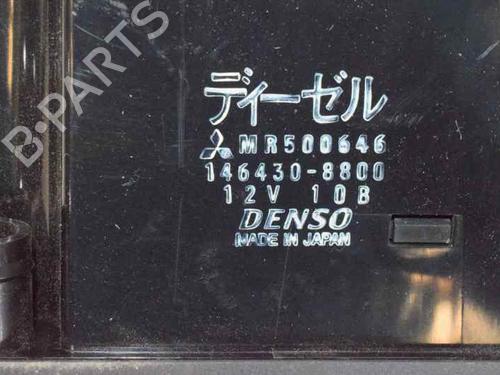 B-PARTS
ディーゼル
MR500646
146430-8800
12V 10B
DENSO
MADE IN JAPAN